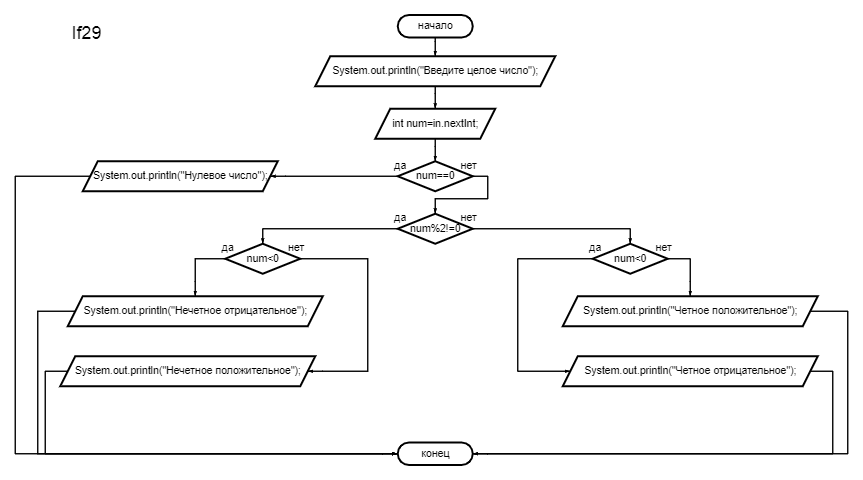 If29
начало
System.out.println("Введите целое число");
int num=in.nextInt;
да
нет
System.out.println("Нулевое число");
num==0
да
нет
num%2!=0
да
нет
num<0
да
нет
num<0
System.out.println("Нечетное отрицательное");
System.out.println("Четное положительное");
System.out.println("Нечетное положительное");
System.out.println("Четное отрицательное");
конец